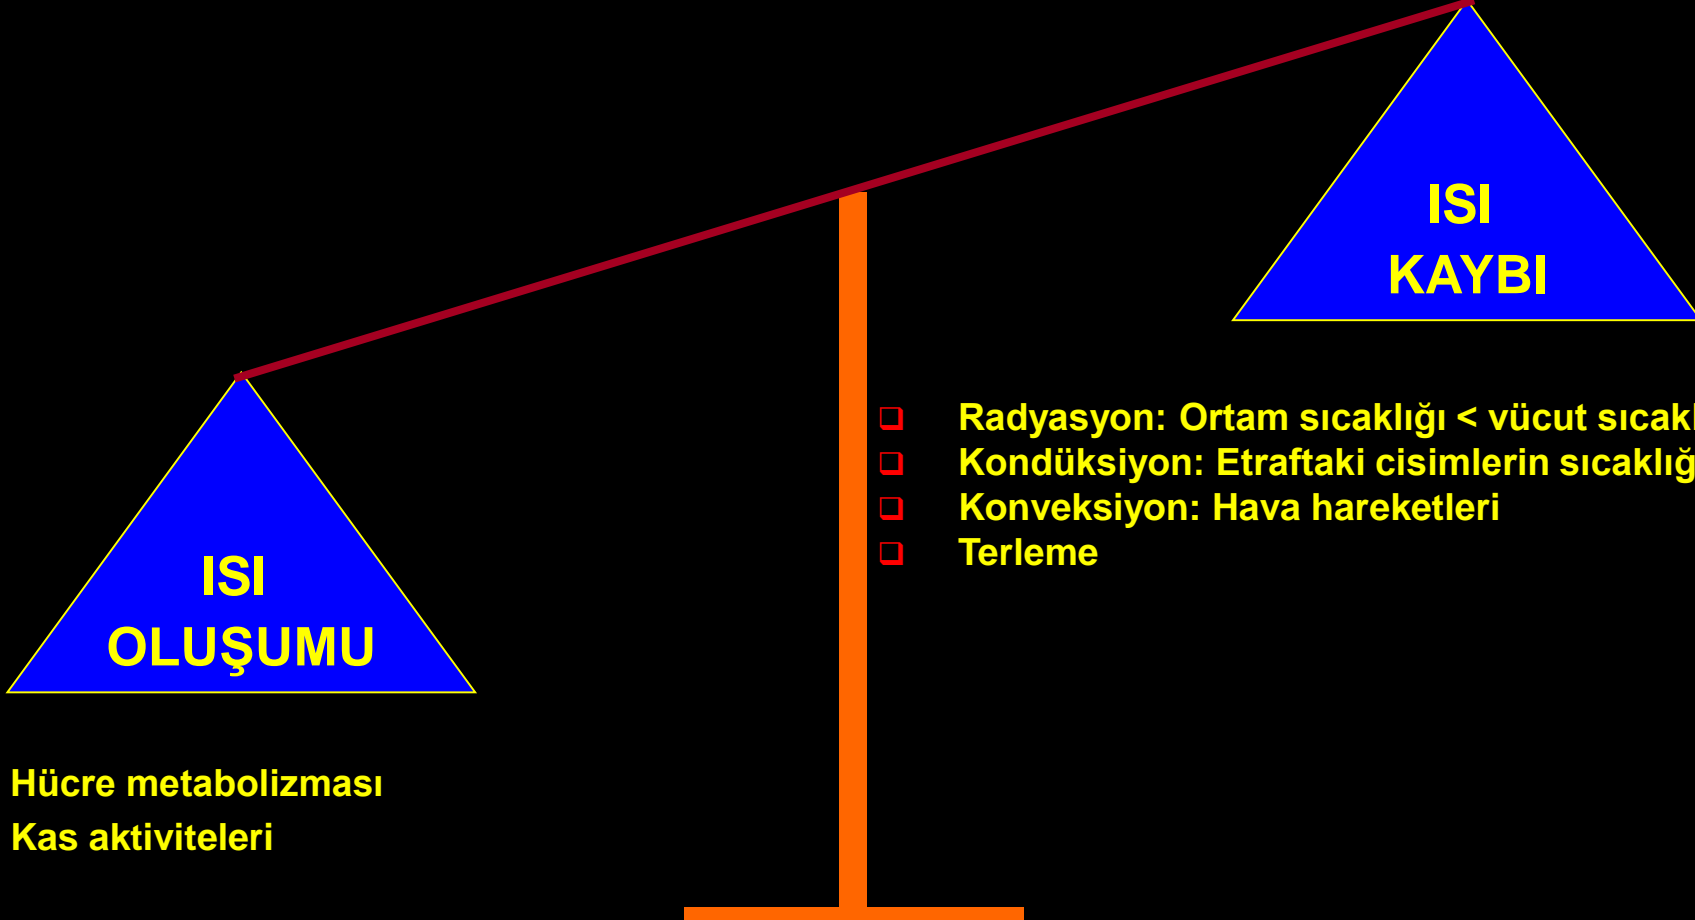 ISI
KAYBI
Radyasyon: Ortam sıcaklığı < vücut
Kondüksiyon: Etraftaki cisimlerin
Konveksiyon: Hava hareketleri
Terleme
ISI
OLUŞUMU
Hücre metabolizması
Kas aktiviteleri